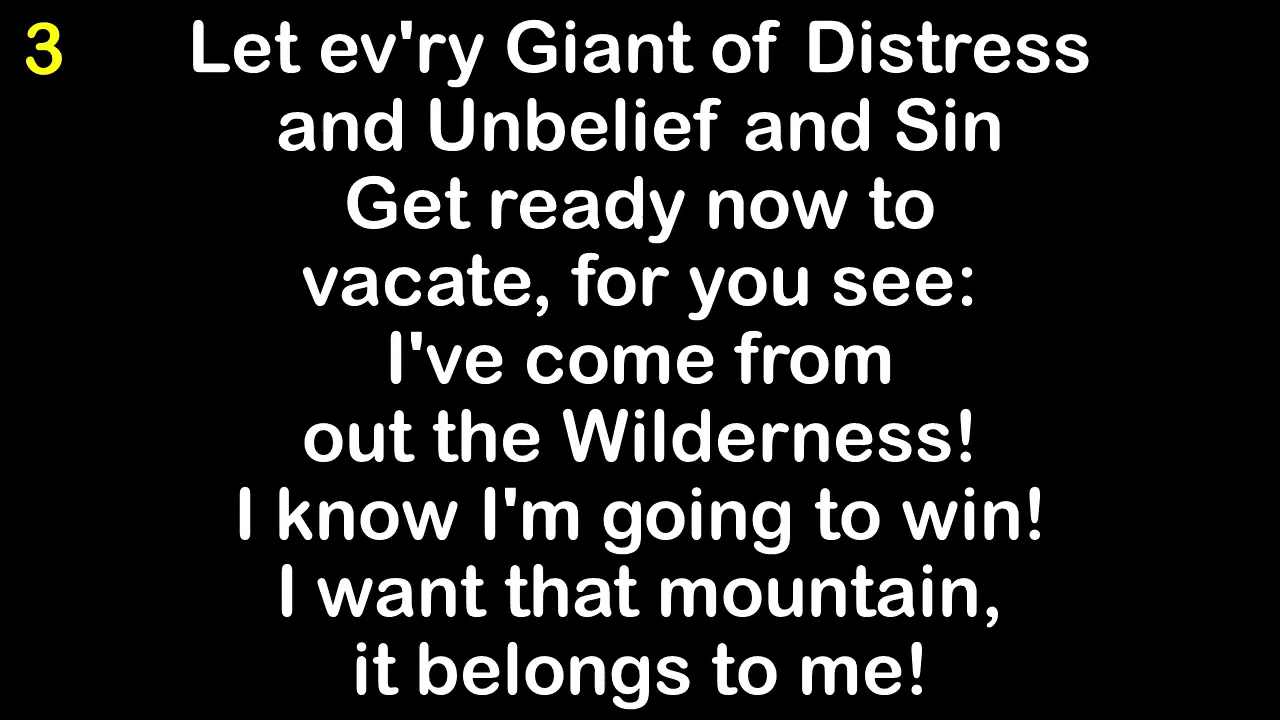 3 Let ev'ry Giant of Distress
and Unbelief and Sin
Get ready now to
vacate, for you see:
I've come from
out the Wilderness!
I know I'm going to win!
I want that mountain,
it belongs to me!